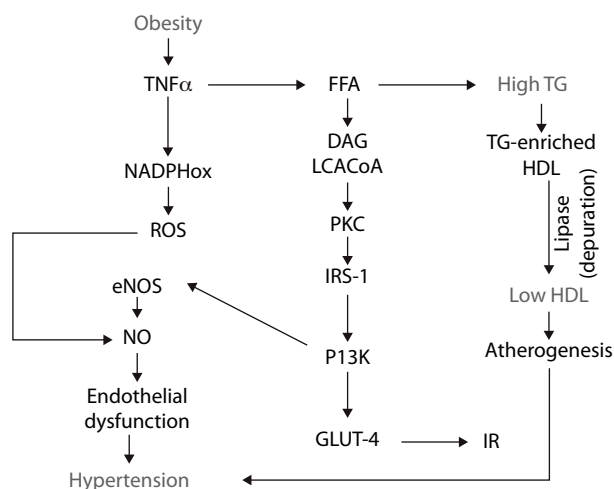 Obesity
TNFα
FFA
High TG
DAG
LCACoA
TG-enriched
HDL
NADPHox
PKC
Lipase
(depuration)
ROS
IRS-1
eNOS
Low HDL
NO
P13K
Atherogenesis
Endothelial
dysfunction
GLUT-4
IR
Hypertension